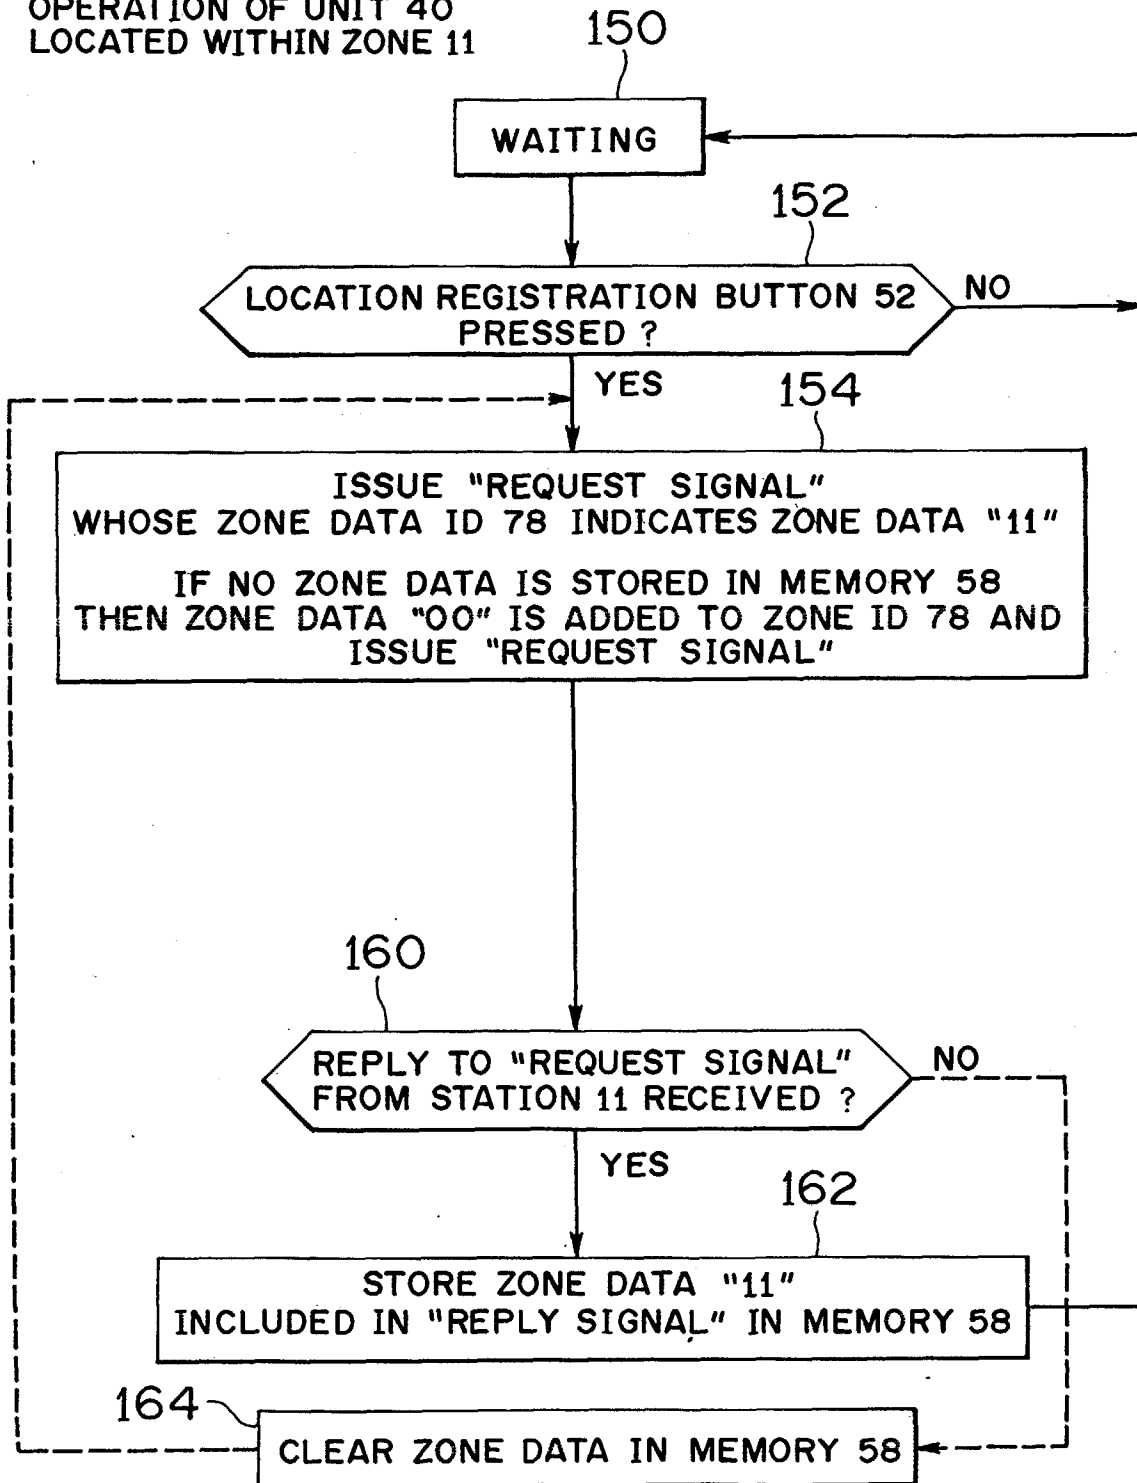 OPERATION OF UNIT 40
LOCATED WITHIN ZONE 11
150
WAITING
152
LOCATION REGISTRATION BUTTON 52
PRESSED ?
NO
YES
154
ISSUE "REQUEST SIGNAL"
WHOSE ZONE DATA ID 78 INDICATES ZONE DATA "11"
IF NO ZONE DATA IS STORED IN MEMORY 58
THEN ZONE DATA "00" IS ADDED TO ZONE ID 78 AND
ISSUE "REQUEST SIGNAL"
160
REPLY TO "REQUEST SIGNAL"
FROM STATION 11 RECEIVED ?
NO
YES
162
STORE ZONE DATA "11"
INCLUDED IN "REPLY SIGNAL" IN MEMORY 58
164
CLEAR ZONE DATA IN MEMORY 58